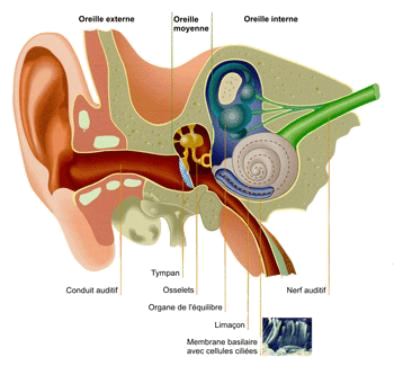 Oreille externe
Oreille
moyenne
Oreille interne
Tympan
Conduit auditif
Osselets
Nerf auditif
Organe de l'équilibre
Limaçon
Membrane basilaire
avec cellules ciliées